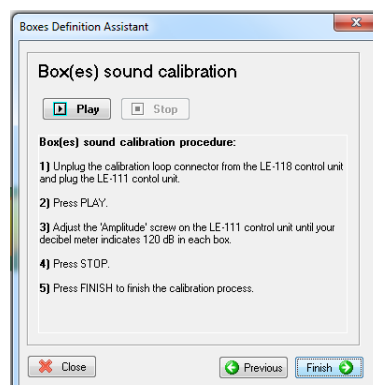 Boxes Definition Assistant
x
Box(es) sound calibration
Play Stop
Box(es) sound calibration procedure:
1) Unplug the calibration loop connector from the LE-118 control unit
and plug the LE-111 contol unit.
2) Press PLAY.
3) Adjust the 'Amplitude' screw on the LE-111 control unit until your
decibel meter indicates 120 dB in each box.
4) Press STOP.
5) Press FINISH to finish the calibration process.
Close Previous Finish